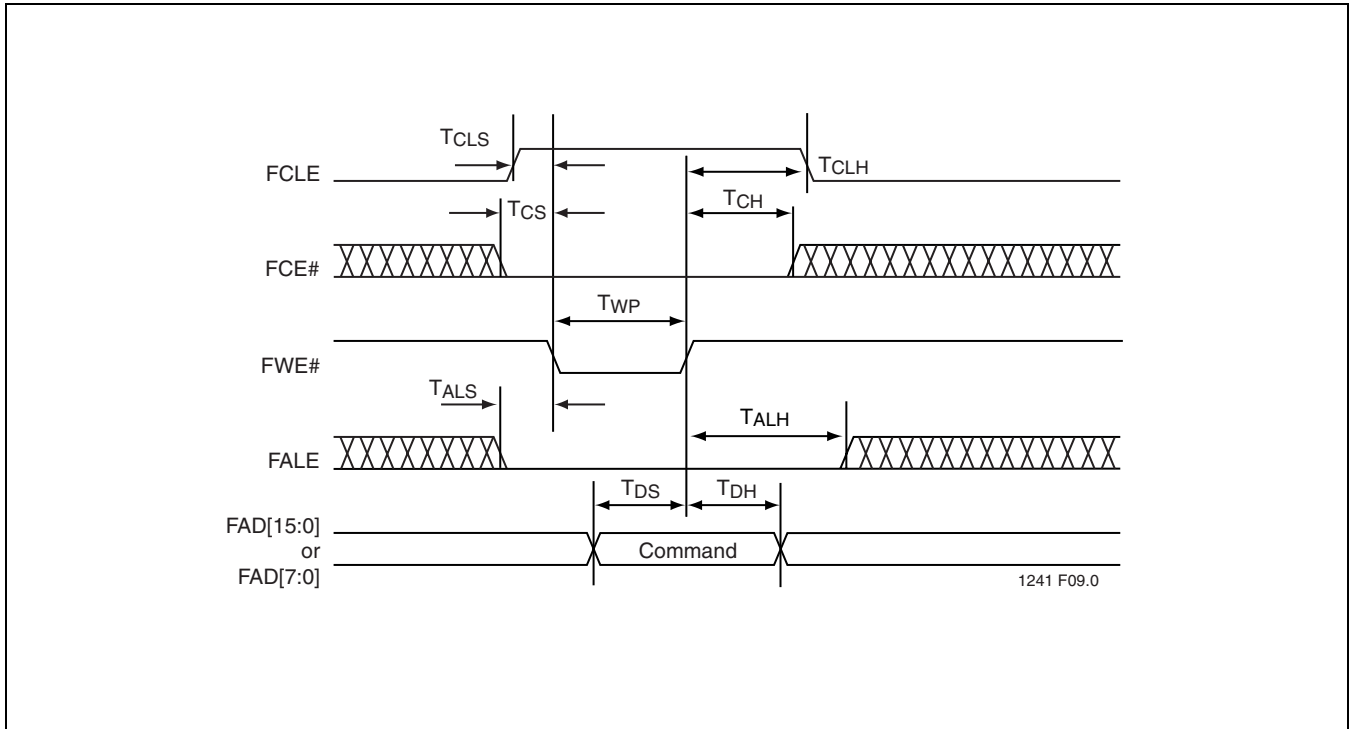 TCLS
FCLE
TCLH
TCS
TCH
FCE#
TWP
FWE#
TALS
TALH
FALE
TDS
TDH
FAD[15:0]
or
FAD[7:0]
Command
1241 F09.0